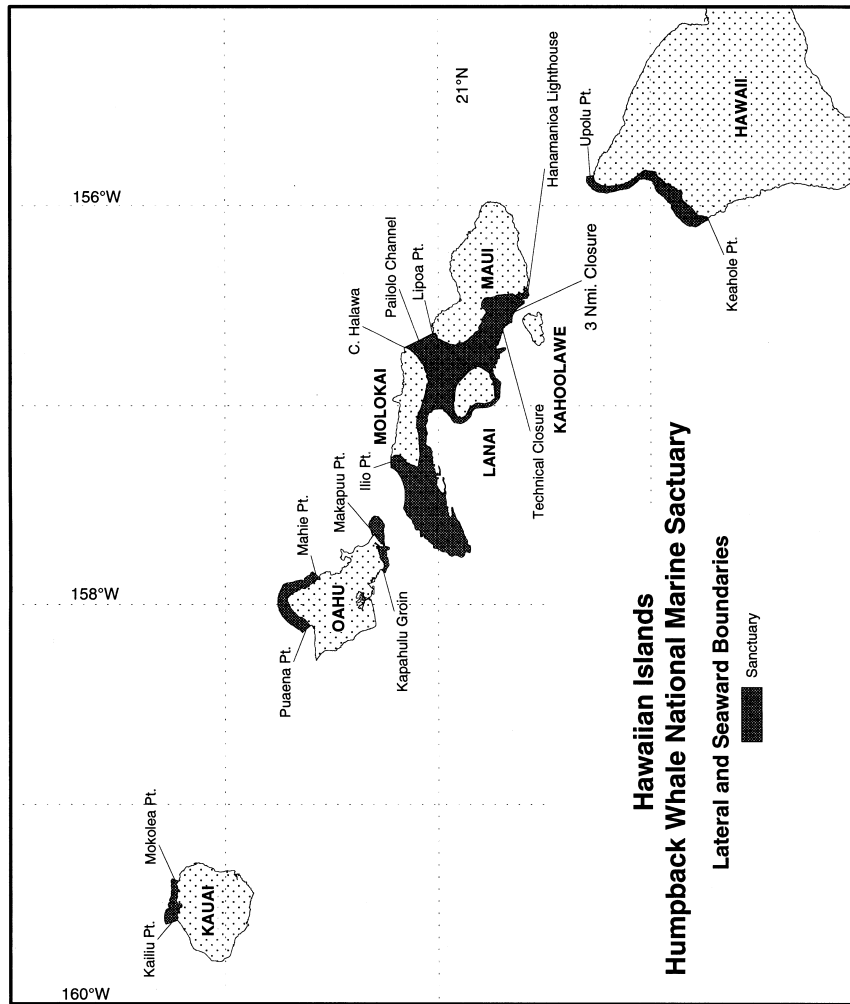 160°W
158°W
156°W
21°N
Kailiu Pt.
Mokolea Pt.
KAUAI
Puaena Pt.
Mahie Pt.
OAHU
Kapahulu Groin
Makapuu Pt.
Ilio Pt.
MOLOKAI
C. Halawa
Pailolo Channel
Lipoa Pt.
MAUI
LANAI
KAHOOLAWE
Technical Closure
3 Nmi. Closure
Hanamanioa Lighthouse
Upolu Pt.
HAWAII
Keahole Pt.
Hawaiian Islands
Humpback Whale National Marine Sactuary
Lateral and Seaward Boundaries
Sanctuary